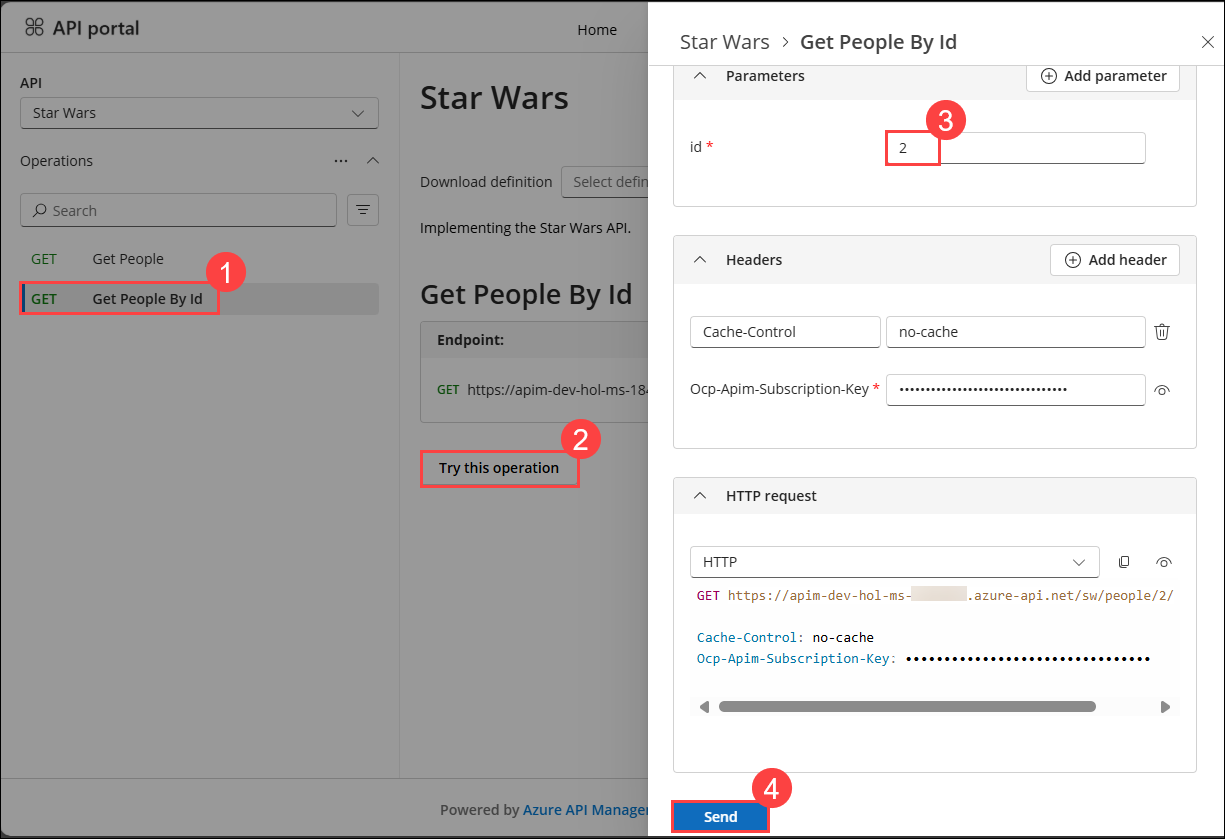 API portal
Home
API
Star Wars
Operations
Search
GET Get People
1
GET Get People By Id
Star Wars
Download definition Select defin
Implementing the Star Wars API.
Get People By Id
Endpoint:
GET https://apim-dev-hol-ms-184
2
Try this operation
Powered by Azure API Manage
Star Wars > Get People By Id
Parameters Add parameter
3
id * 2
Headers Add header
Cache-Control no-cache
Ocp-Apim-Subscription-Key * ••••••••••••••••••••••••••••••••
HTTP request
HTTP
GET https://apim-dev-hol-ms- .azure-api.net/sw/people/2/
Cache-Control: no-cache
Ocp-Apim-Subscription-Key: ••••••••••••••••••••••••••••••••
4
Send